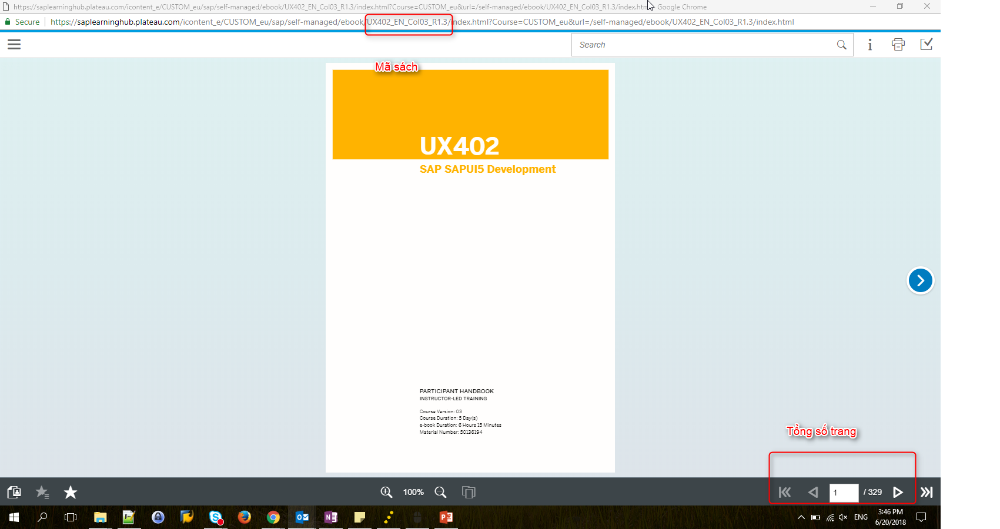 https://saplearninghub.plateau.com/icontent_e/CUSTOM_eu/sap/self-managed/ebook/UX402_EN_Col03_R1.3/index.html?Course=CUSTOM_eu&url=/self-managed/ebook/UX402_EN_Col03_R1.3/index.htm - Google Chrome
Secure https://saplearninghub.plateau.com/icontent_e/CUSTOM_eu/sap/self-managed/ebook/UX402_EN_Col03_R1.3/index.html?Course=CUSTOM_eu&url=/self-managed/ebook/UX402_EN_Col03_R1.3/index.html
Search
Mã sách
UX402
SAP SAPUI5 Development
PARTICIPANT HANDBOOK
INSTRUCTOR-LED TRAINING
Course Version: 03
Course Duration: 5 Day(s)
e-book Duration: 6 Hours 15 Minutes
Material Number: 50136194
Tổng số trang
100%
1 / 329
ENG
3:46 PM
6/20/2018